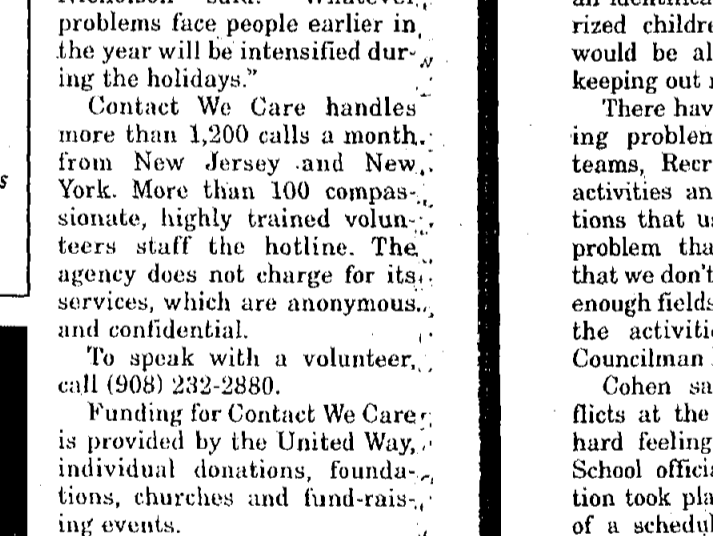 problems face people earlier in
the year will be intensified dur-
ing the holidays."
Contact We Care handles
more than 1,200 calls a month
from New Jersey and New
York. More than 100 compas-
sionate, highly trained volun-
teers staff the hotline. The
agency does not charge for its
services, which are anonymous
and confidential.
To speak with a volunteer,
call (908) 232-2880.
Funding for Contact We Care
is provided by the United Way,
individual donations, founda-
tions, churches and fund-rais-
ing events.
s
rized childre
would be al
keeping out
There hav
ing problem
teams, Recr
activities an
tions that u
problem tha
that we don't
enough fields
the activiti
Councilman
Cohen sa
flicts at the
hard feeling
School offici
tion took pla
of a schedul